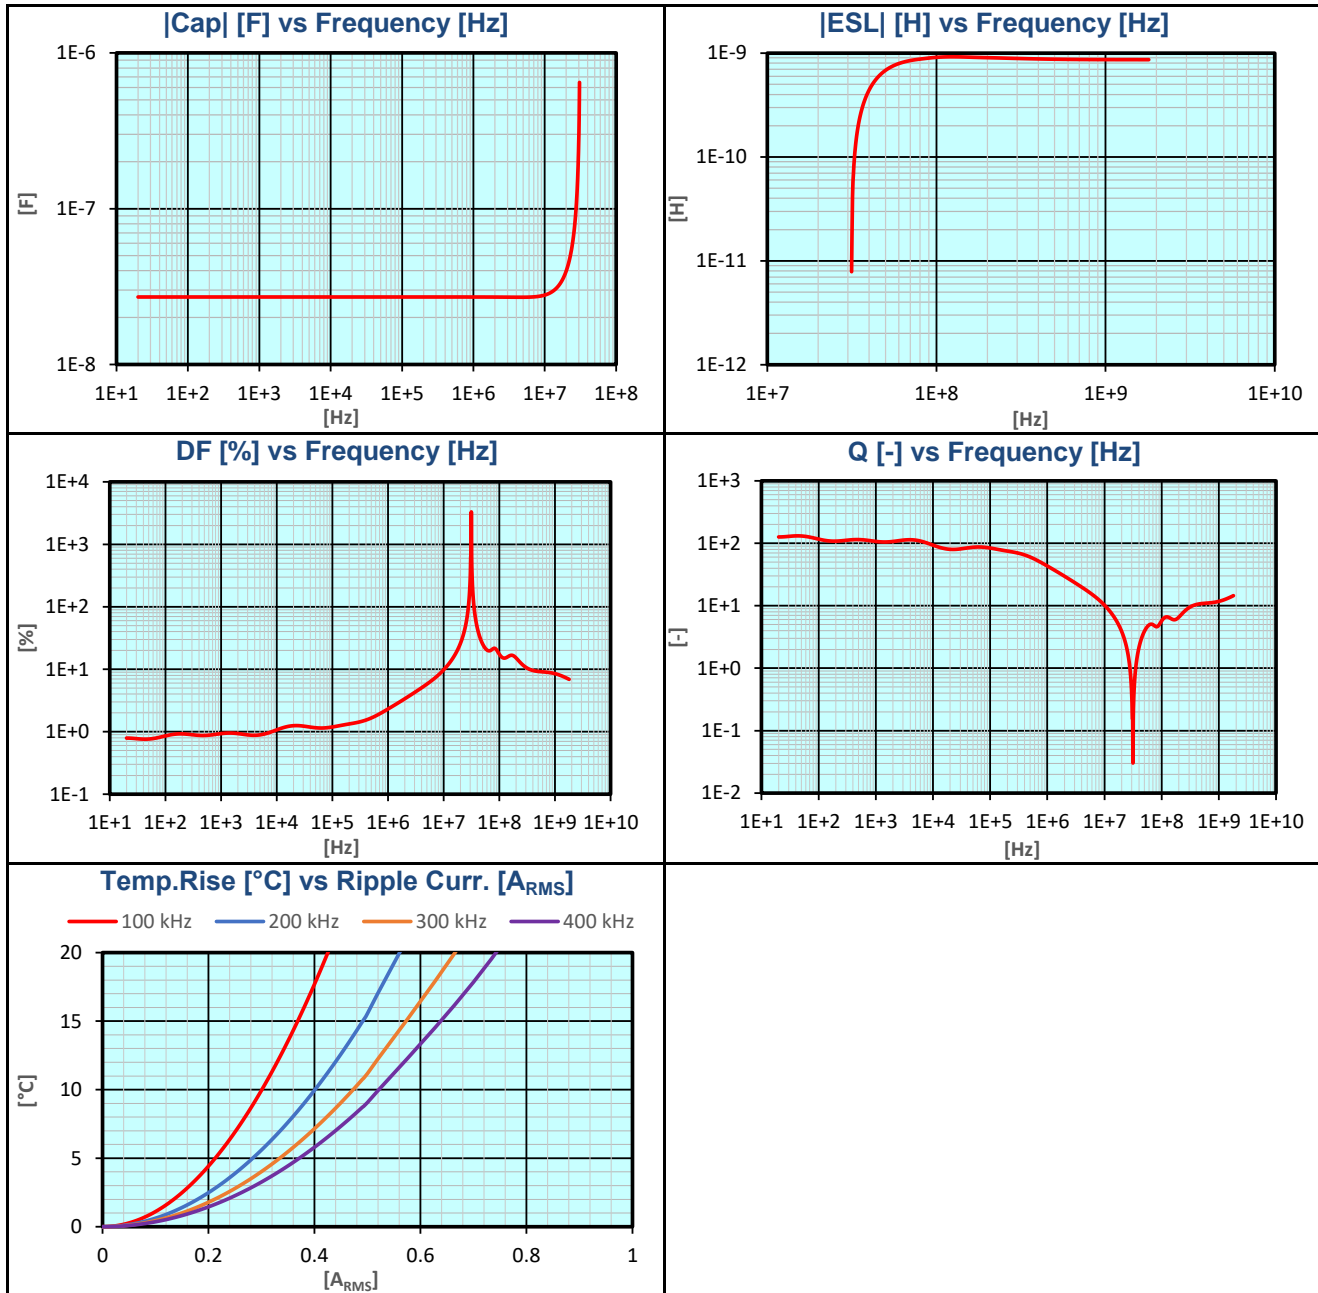 |Cap| [F] vs Frequency [Hz]
1E-6
1E-7
1E-8
[F]
1E+1 1E+2 1E+3 1E+4 1E+5 1E+6 1E+7 1E+8
[Hz]
|ESL| [H] vs Frequency [Hz]
1E-9
1E-10
1E-11
1E-12
[H]
1E+7 1E+8 1E+9 1E+10
[Hz]
DF [%] vs Frequency [Hz]
1E+4
1E+3
1E+2
1E+1
1E+0
1E-1
[%]
1E+1 1E+2 1E+3 1E+4 1E+5 1E+6 1E+7 1E+8 1E+9 1E+10
[Hz]
Q [-] vs Frequency [Hz]
1E+3
1E+2
1E+1
1E+0
1E-1
1E-2
[-]
1E+1 1E+2 1E+3 1E+4 1E+5 1E+6 1E+7 1E+8 1E+9 1E+10
[Hz]
Temp.Rise [°C] vs Ripple Curr. [ARMS]
100 kHz 200 kHz 300 kHz 400 kHz
20
15
10
5
0
[°C]
0 0.2 0.4 0.6 0.8 1
[ARMS]